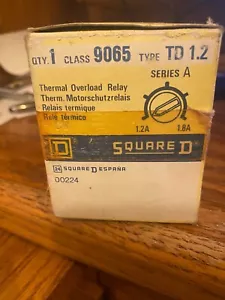 QTY. 1 CLASS 9065 TYPE TD 1.2
SERIES A
Thermal Overload Relay
Therm. Motorschutzrelais
Relais termique
Relé térmico
1.2A 1.8A
D SQUARE D
D SQUARE D ESPAÑA
00224